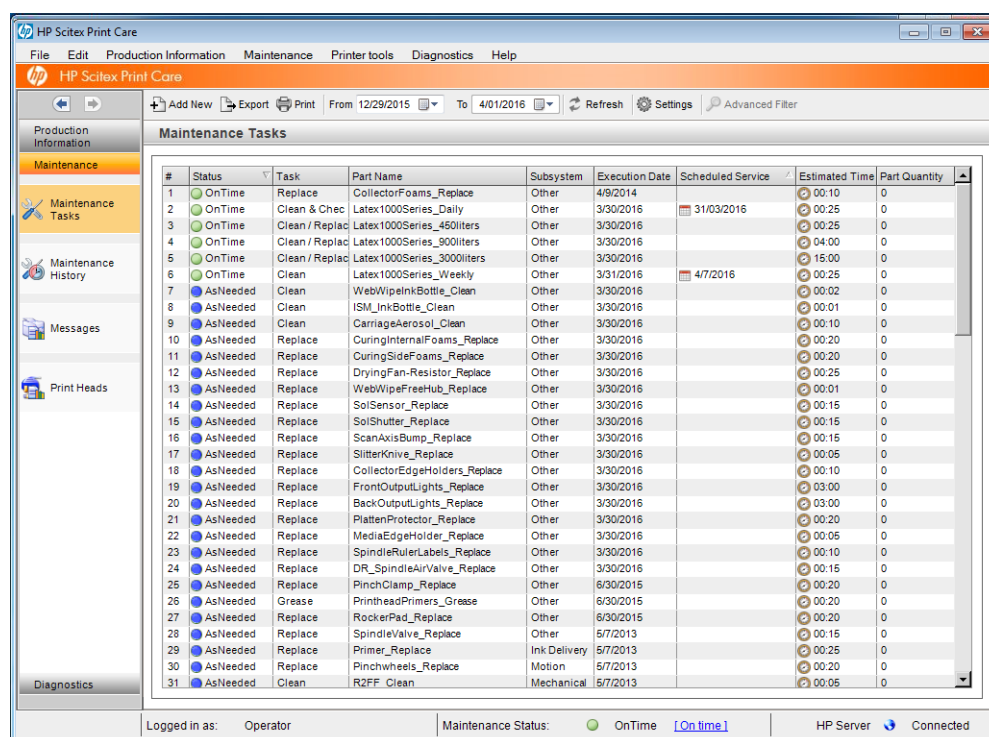 hp HP Scitex Print Care
File Edit Production Information Maintenance Printer tools Diagnostics Help
hp HP Scitex Print Care
Add New Export Print From 12/29/2015 To 4/01/2016 Refresh Settings Advanced Filter
Production
Information
Maintenance
Maintenance
Tasks
Maintenance
History
Messages
Print Heads
Diagnostics
Maintenance Tasks
# Status Task Part Name Subsystem Execution Date Scheduled Service Estimated Time Part Quantity
1 OnTime Replace CollectorFoams_Replace Other 4/9/2014 00:10 0
2 OnTime Clean & Chec Latex1000Series_Daily Other 3/30/2016 31/03/2016 00:25 0
3 OnTime Clean / Replac Latex1000Series_450liters Other 3/30/2016 00:25 0
4 OnTime Clean / Replac Latex1000Series_900liters Other 3/30/2016 04:00 0
5 OnTime Clean / Replac Latex1000Series_3000liters Other 3/30/2016 15:00 0
6 OnTime Clean Latex1000Series_Weekly Other 3/31/2016 4/7/2016 00:25 0
7 AsNeeded Clean WebWipeInkBottle_Clean Other 3/30/2016 00:02 0
8 AsNeeded Clean ISM_InkBottle_Clean Other 3/30/2016 00:01 0
9 AsNeeded Clean CarriageAerosol_Clean Other 3/30/2016 00:10 0
10 AsNeeded Replace CuringInternalFoams_Replace Other 3/30/2016 00:20 0
11 AsNeeded Replace CuringSideFoams_Replace Other 3/30/2016 00:20 0
12 AsNeeded Replace DryingFan-Resistor_Replace Other 3/30/2016 00:25 0
13 AsNeeded Replace WebWipeFreeHub_Replace Other 3/30/2016 00:01 0
14 AsNeeded Replace SolSensor_Replace Other 3/30/2016 00:15 0
15 AsNeeded Replace SolShutter_Replace Other 3/30/2016 00:15 0
16 AsNeeded Replace ScanAxisBump_Replace Other 3/30/2016 00:15 0
17 AsNeeded Replace SlitterKnive_Replace Other 3/30/2016 00:05 0
18 AsNeeded Replace CollectorEdgeHolders_Replace Other 3/30/2016 00:10 0
19 AsNeeded Replace FrontOutputLights_Replace Other 3/30/2016 03:00 0
20 AsNeeded Replace BackOutputLights_Replace Other 3/30/2016 03:00 0
21 AsNeeded Replace PlattenProtector_Replace Other 3/30/2016 00:20 0
22 AsNeeded Replace MediaEdgeHolder_Replace Other 3/30/2016 00:05 0
23 AsNeeded Replace SpindleRulerLabels_Replace Other 3/30/2016 00:10 0
24 AsNeeded Replace DR_SpindleAirValve_Replace Other 3/30/2016 00:15 0
25 AsNeeded Replace PinchClamp_Replace Other 6/30/2015 00:20 0
26 AsNeeded Grease PrintheadPrimers_Grease Other 6/30/2015 00:20 0
27 AsNeeded Replace RockerPad_Replace Other 6/30/2015 00:20 0
28 AsNeeded Replace SpindleValve_Replace Other 5/7/2013 00:15 0
29 AsNeeded Replace Primer_Replace Ink Delivery 5/7/2013 00:25 0
30 AsNeeded Replace Pinchwheels_Replace Motion 5/7/2013 00:20 0
31 AsNeeded Clean R2FF_Clean Mechanical 5/7/2013 00:05 0
Logged in as: Operator Maintenance Status: OnTime [ On time ] HP Server Connected